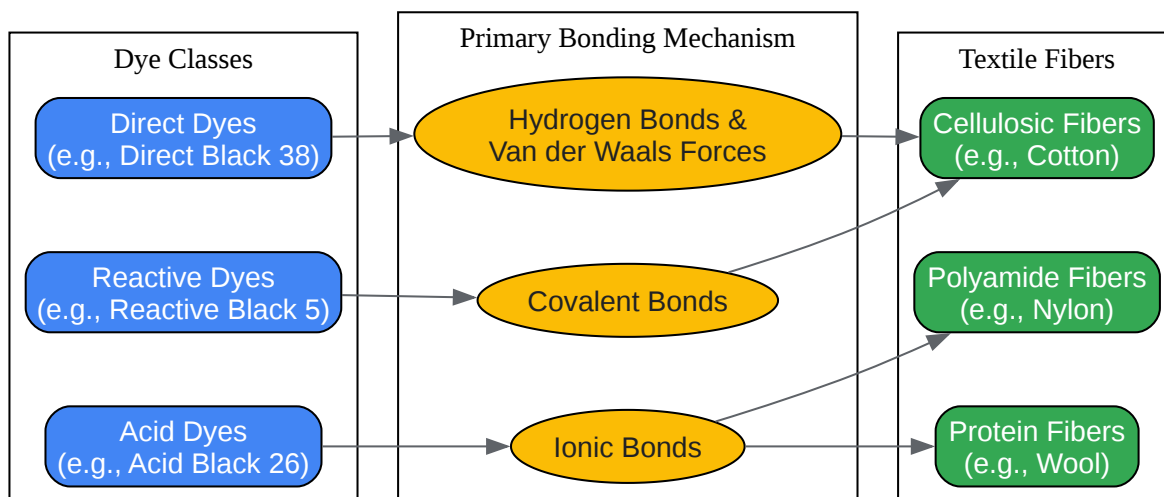 Dye Classes
Direct Dyes
(e.g., Direct Black 38)
Reactive Dyes
(e.g., Reactive Black 5)
Acid Dyes
(e.g., Acid Black 26)
Primary Bonding Mechanism
Hydrogen Bonds &
Van der Waals Forces
Covalent Bonds
Ionic Bonds
Textile Fibers
Cellulosic Fibers
(e.g., Cotton)
Polyamide Fibers
(e.g., Nylon)
Protein Fibers
(e.g., Wool)